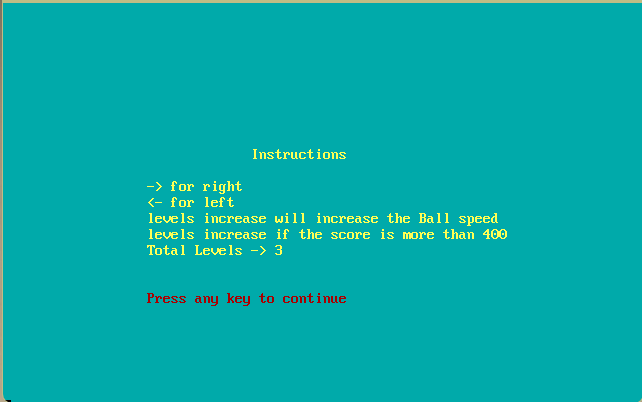 Instructions
-> for right
<- for left
levels increase will increase the Ball speed
levels increase if the score is more than 400
Total Levels -> 3
Press any key to continue